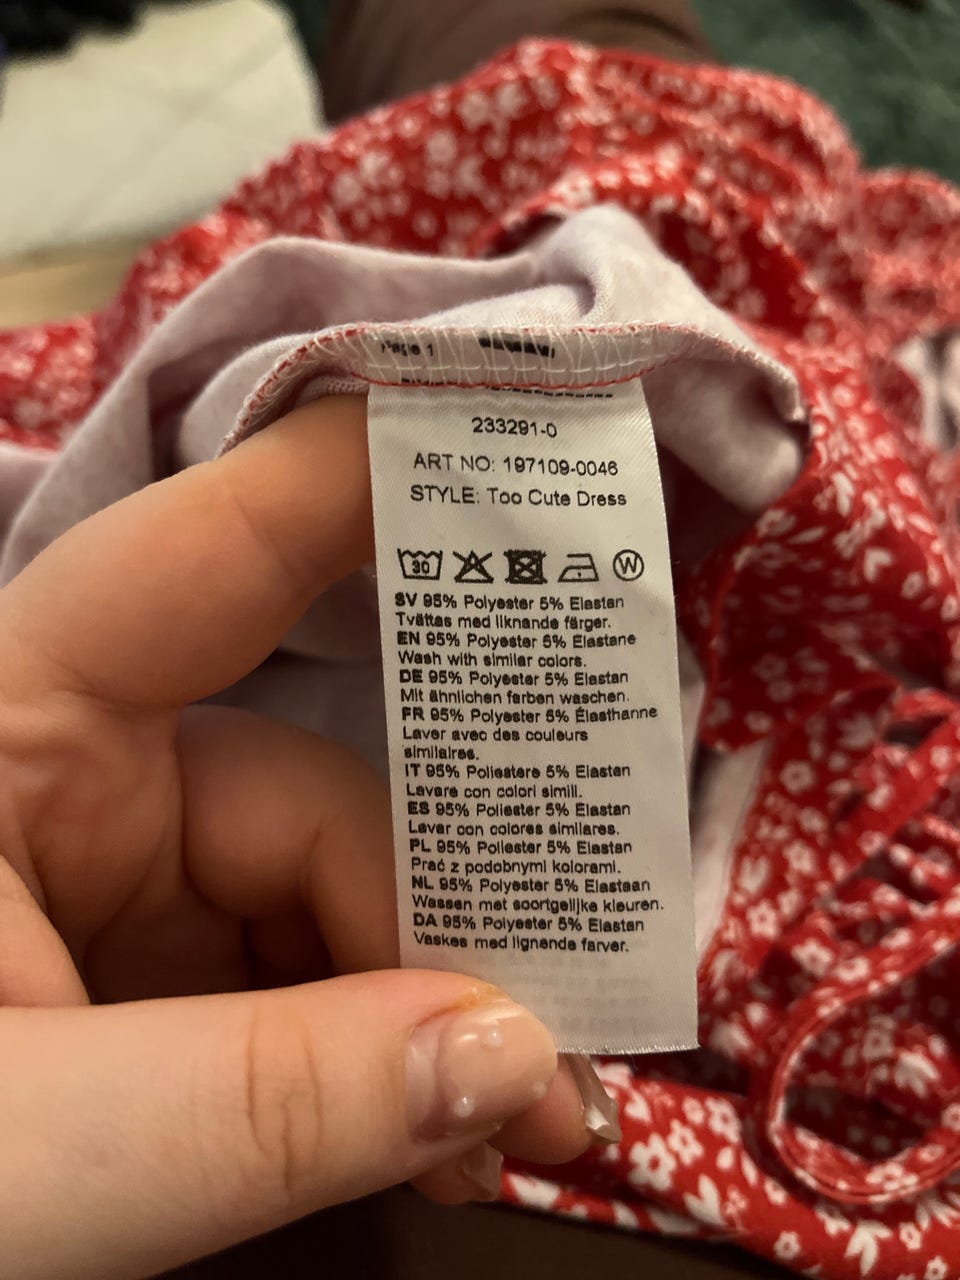 Page 1
233291-0
ART NO: 197109-0046
STYLE: Too Cute Dress
30 W
SV 95% Polyester 5% Elastan
Tvättas med liknande färger.
EN 95% Polyester 5% Elastane
Wash with similar colors.
DE 95% Polyester 5% Elastan
Mit ähnlichen farben waschen.
FR 95% Polyester 5% Élasthanne
Laver avec des couleurs
similaires.
IT 95% Poliestere 5% Elastan
Lavare con colori simili.
ES 95% Poliester 5% Elastan
Lavar con colores similares.
PL 95% Poliester 5% Elastan
Prać z podobnymi kolorami.
NL 95% Polyester 5% Elastaan
Wassen met soortgelijke kleuren.
DA 95% Polyester 5% Elastan
Vaskes med lignende farver.